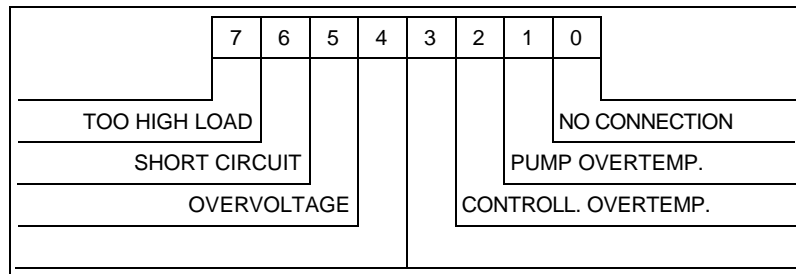 7 6 5 4 3 2 1 0
TOO HIGH LOAD NO CONNECTION
SHORT CIRCUIT PUMP OVERTEMP.
OVERVOLTAGE CONTROLL. OVERTEMP.